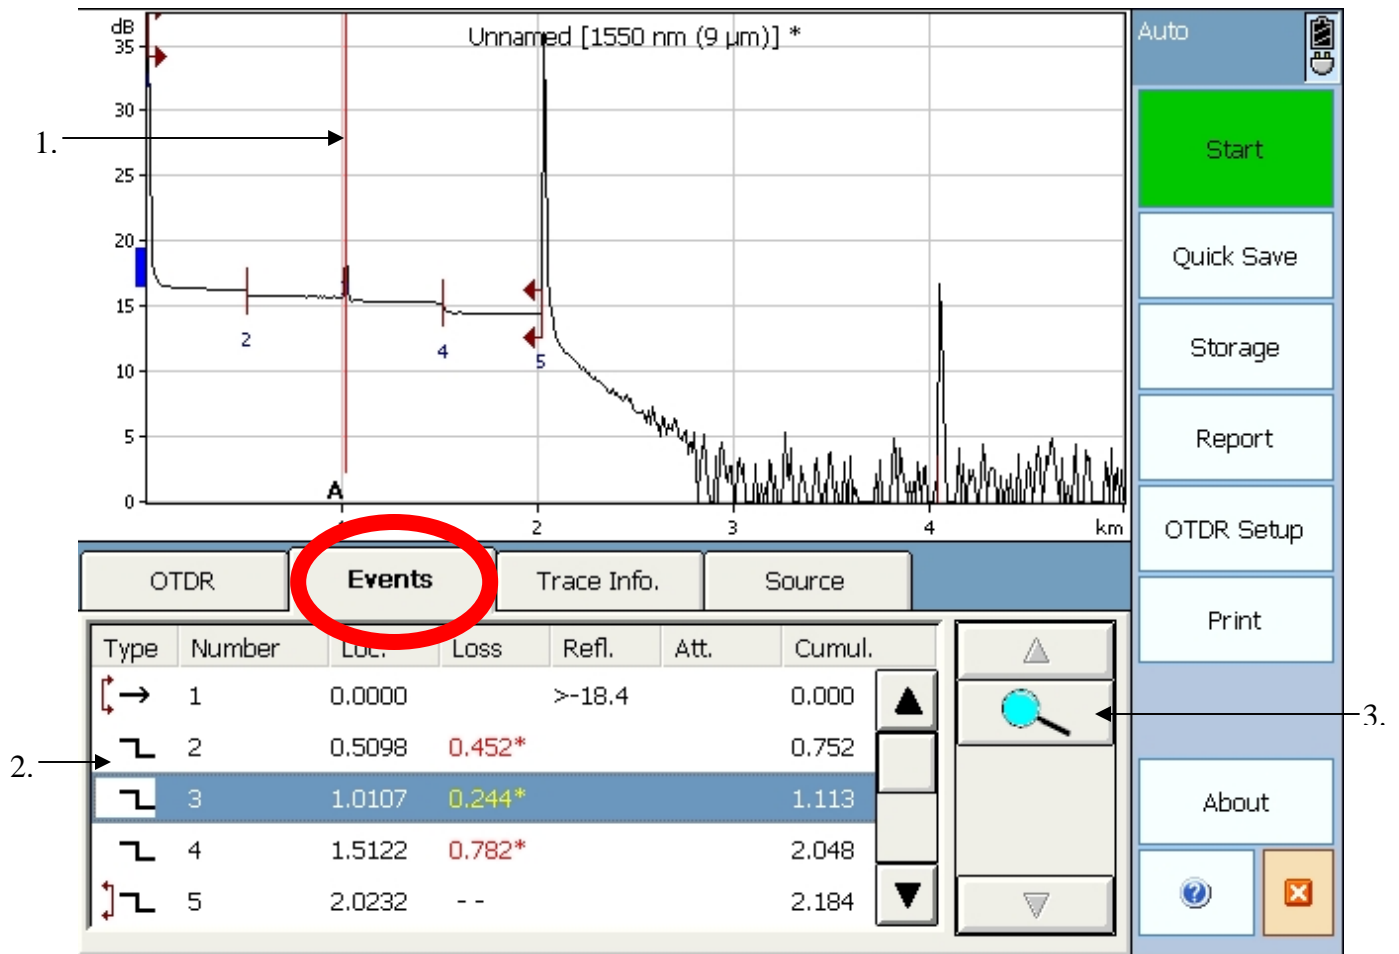 dB
Unnamed [1550 nm (9 µm)] *
35
30
1.
25
20
15
2
4
5
10
5
A
0
2
3
4
km
OTDR
Events
Trace Info.
Source
Type Number Loc. Loss Refl. Att. Cumul.
1 0.0000 >-18.4 0.000
2 0.5098 0.452* 0.752
2.
3 1.0107 0.244* 1.113
4 1.5122 0.782* 2.048
5 2.0232 - - 2.184
3.
Auto
Start
Quick Save
Storage
Report
OTDR Setup
Print
About
?